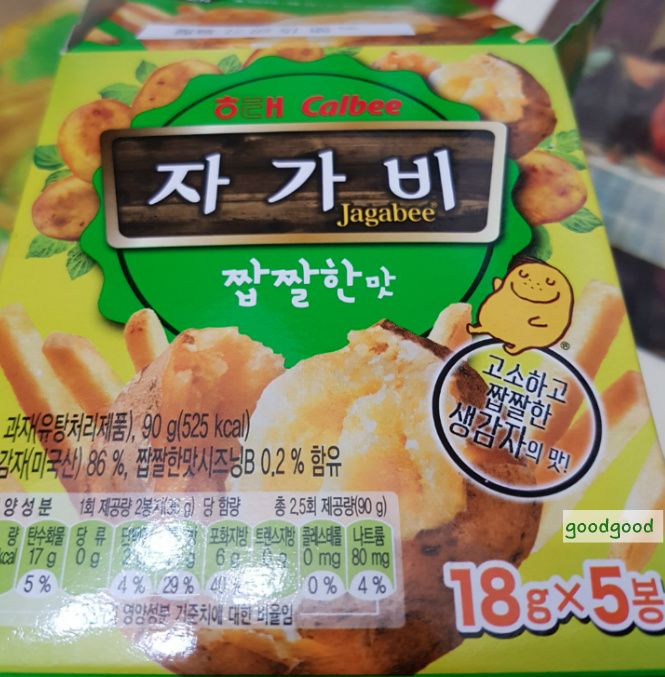 해태 Calbee
자가비
Jagabee
짭짤한맛
고소하고
짭짤한
생감자의 맛!
과자(유탕처리제품), 90 g(525 kcal)
감자(미국산) 86 %, 짭짤한맛시즈닝B 0.2 % 함유
양성분 1회 제공량 2봉지(36 g) 당 함량 총 2.5회 제공량(90 g)
탄수화물 당류 포화지방 트랜스지방 콜레스테롤 나트륨
kcal 17 g 0 g 6 g 0 mg 80 mg
5 % 4 % 29 % 0 % 4 %
영양성분 기준치에 대한 비율임
goodgood
18g×5봉